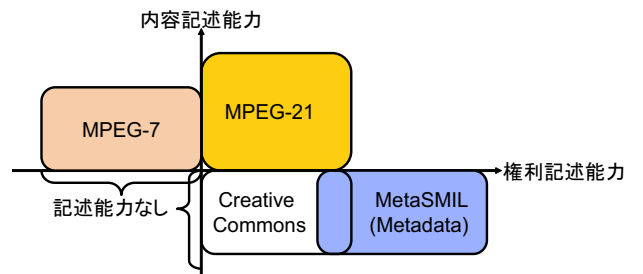 内容記述能力
MPEG-7
MPEG-21
権利記述能力
記述能力なし
Creative
Commons
MetaSMIL
(Metadata)